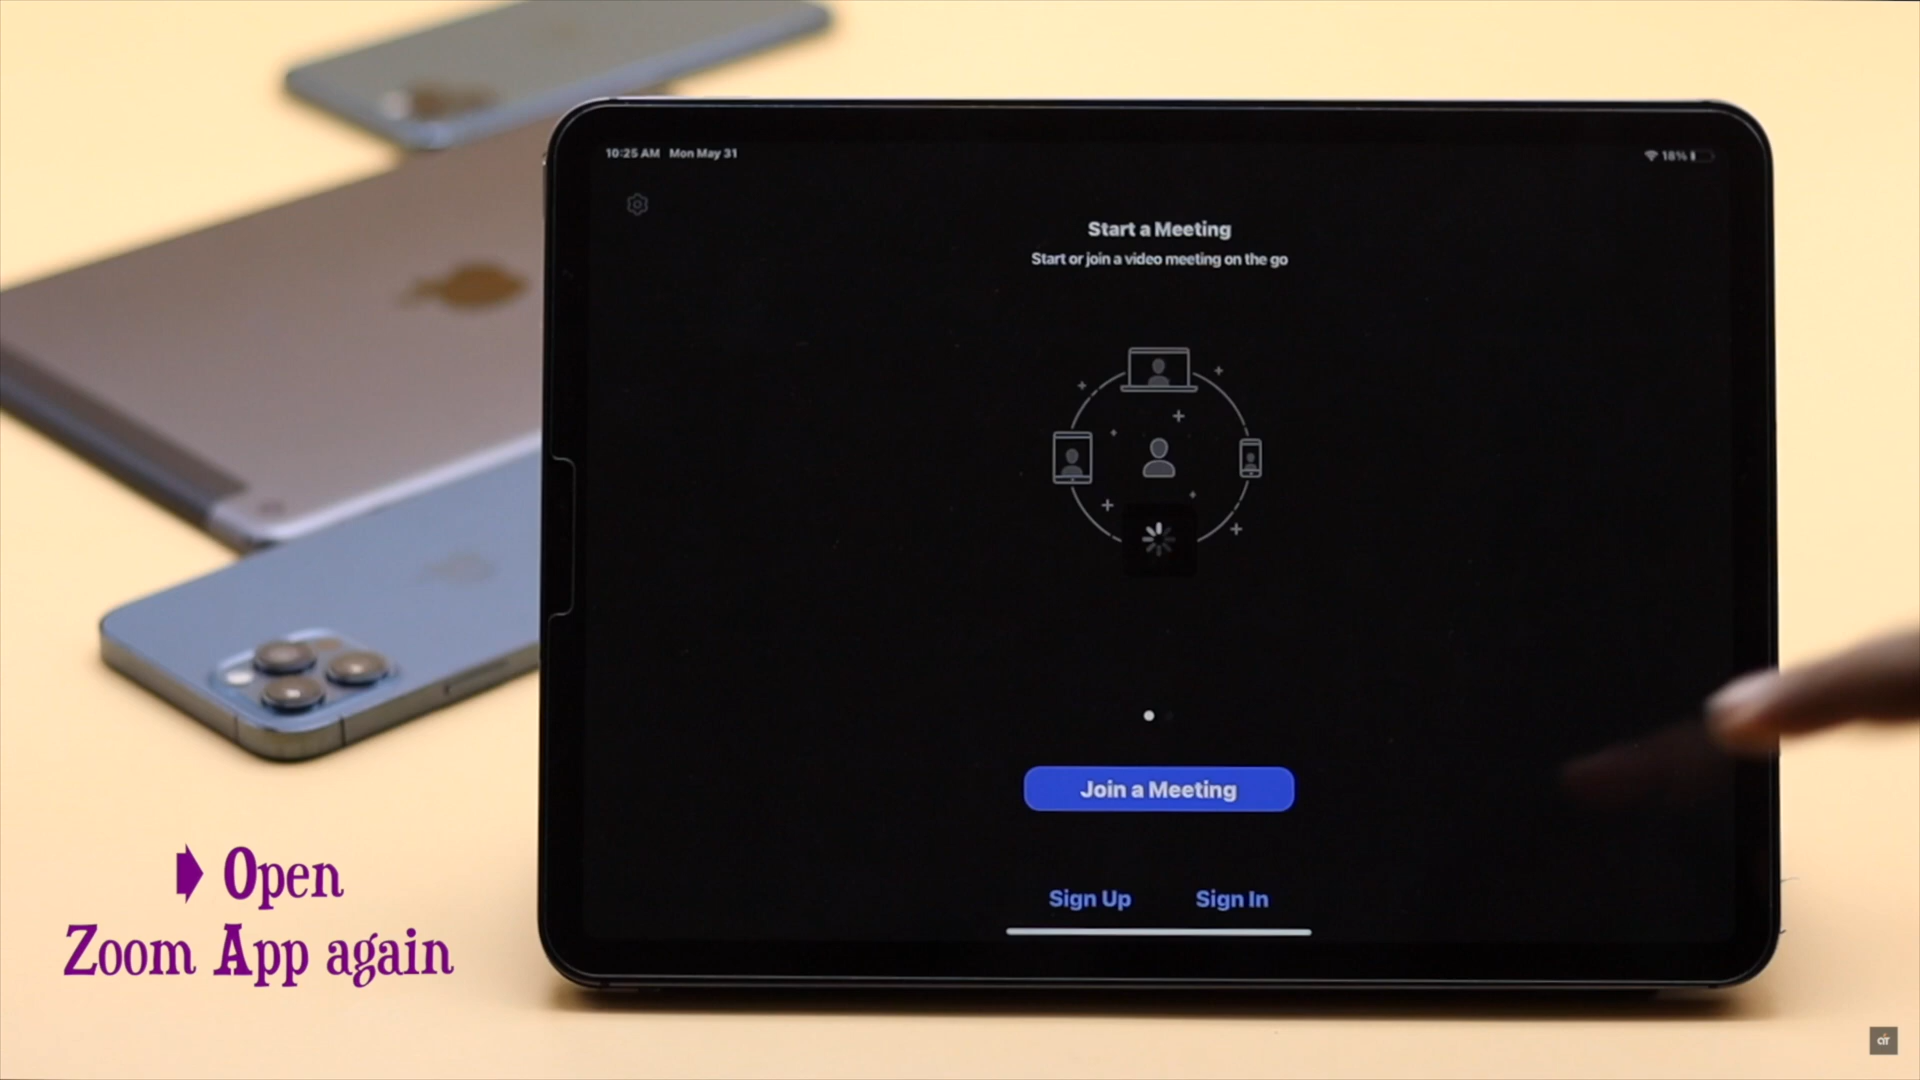 10:25 AM Mon May 31
18%
Start a Meeting
Start or join a video meeting on the go
Join a Meeting
Sign Up Sign In
Open
Zoom App again
cir